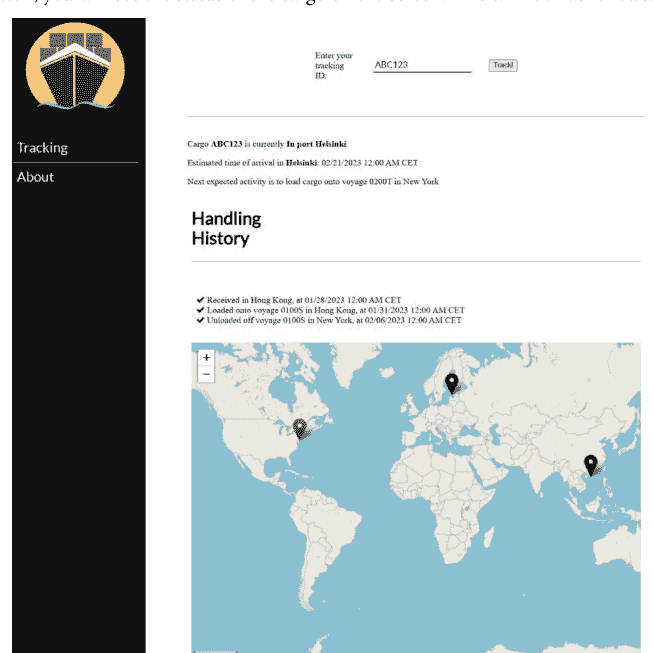 Enter your
tracking
ID:
ABC123
Track!
Tracking
About
Cargo ABC123 is currently In port Helsinki
Estimated time of arrival in Helsinki: 02/21/2023 12:00 AM CET
Next expected activity is to load cargo onto voyage 0200T in New York
Handling
History
Received in Hong Kong, at 01/28/2023 12:00 AM CET
Loaded onto voyage 0100S in Hong Kong, at 01/31/2023 12:00 AM CET
Unloaded off voyage 0100S in New York, at 02/06/2023 12:00 AM CET
+
−